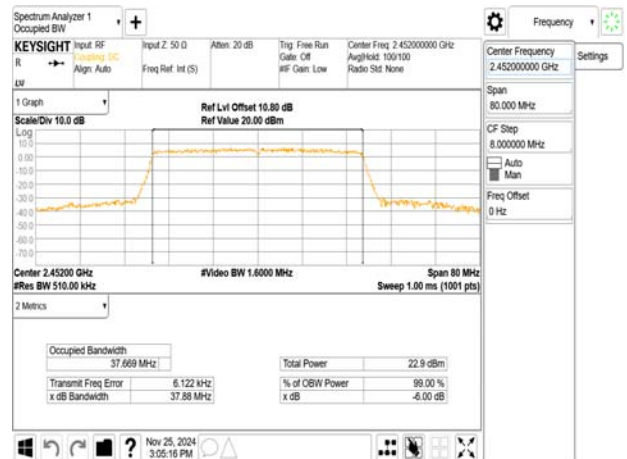 Spectrum Analyzer 1
Occupied BW
+
Frequency
KEYSIGHT Input: RF Input Z: 50 Ω Atten: 20 dB Trig: Free Run Center Freq: 2.452000000 GHz
R Coupling: DC Gate: Off Avg|Hold: 100/100
Align: Auto Freq Ref: Int (S) #IF Gain: Low Radio Std: None
Center Frequency
2.452000000 GHz
Settings
Span
80.000 MHz
CF Step
8.000000 MHz
Auto
Man
Freq Offset
0 Hz
1 Graph
Ref Lvl Offset 10.80 dB
Scale/Div 10.0 dB Ref Value 20.00 dBm
Log
10.0
0.00
-10.0
-20.0
-30.0
-40.0
-50.0
-60.0
-70.0
Center 2.45200 GHz #Video BW 1.6000 MHz Span 80 MHz
#Res BW 510.00 kHz Sweep 1.00 ms (1001 pts)
2 Metrics
Occupied Bandwidth
37.669 MHz Total Power 22.9 dBm
Transmit Freq Error 6.122 kHz % of OBW Power 99.00 %
x dB Bandwidth 37.88 MHz x dB -6.00 dB
? Nov 25, 2024
3:05:16 PM